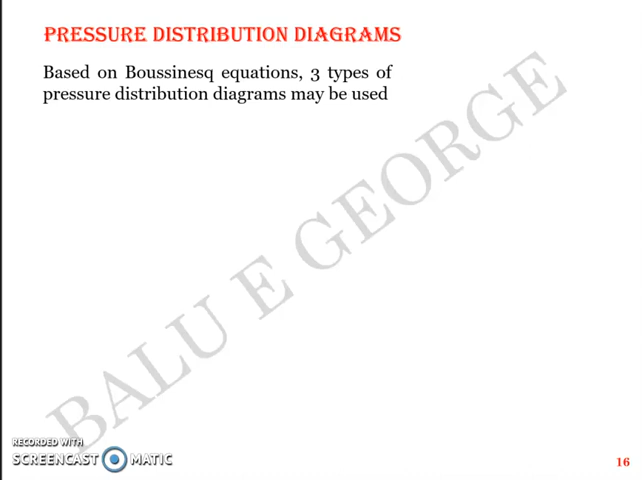 PRESSURE DISTRIBUTION DIAGRAMS
Based on Boussinesq equations, 3 types of
pressure distribution diagrams may be used
BALU E GEORGE
RECORDED WITH
SCREENCAST MATIC
16